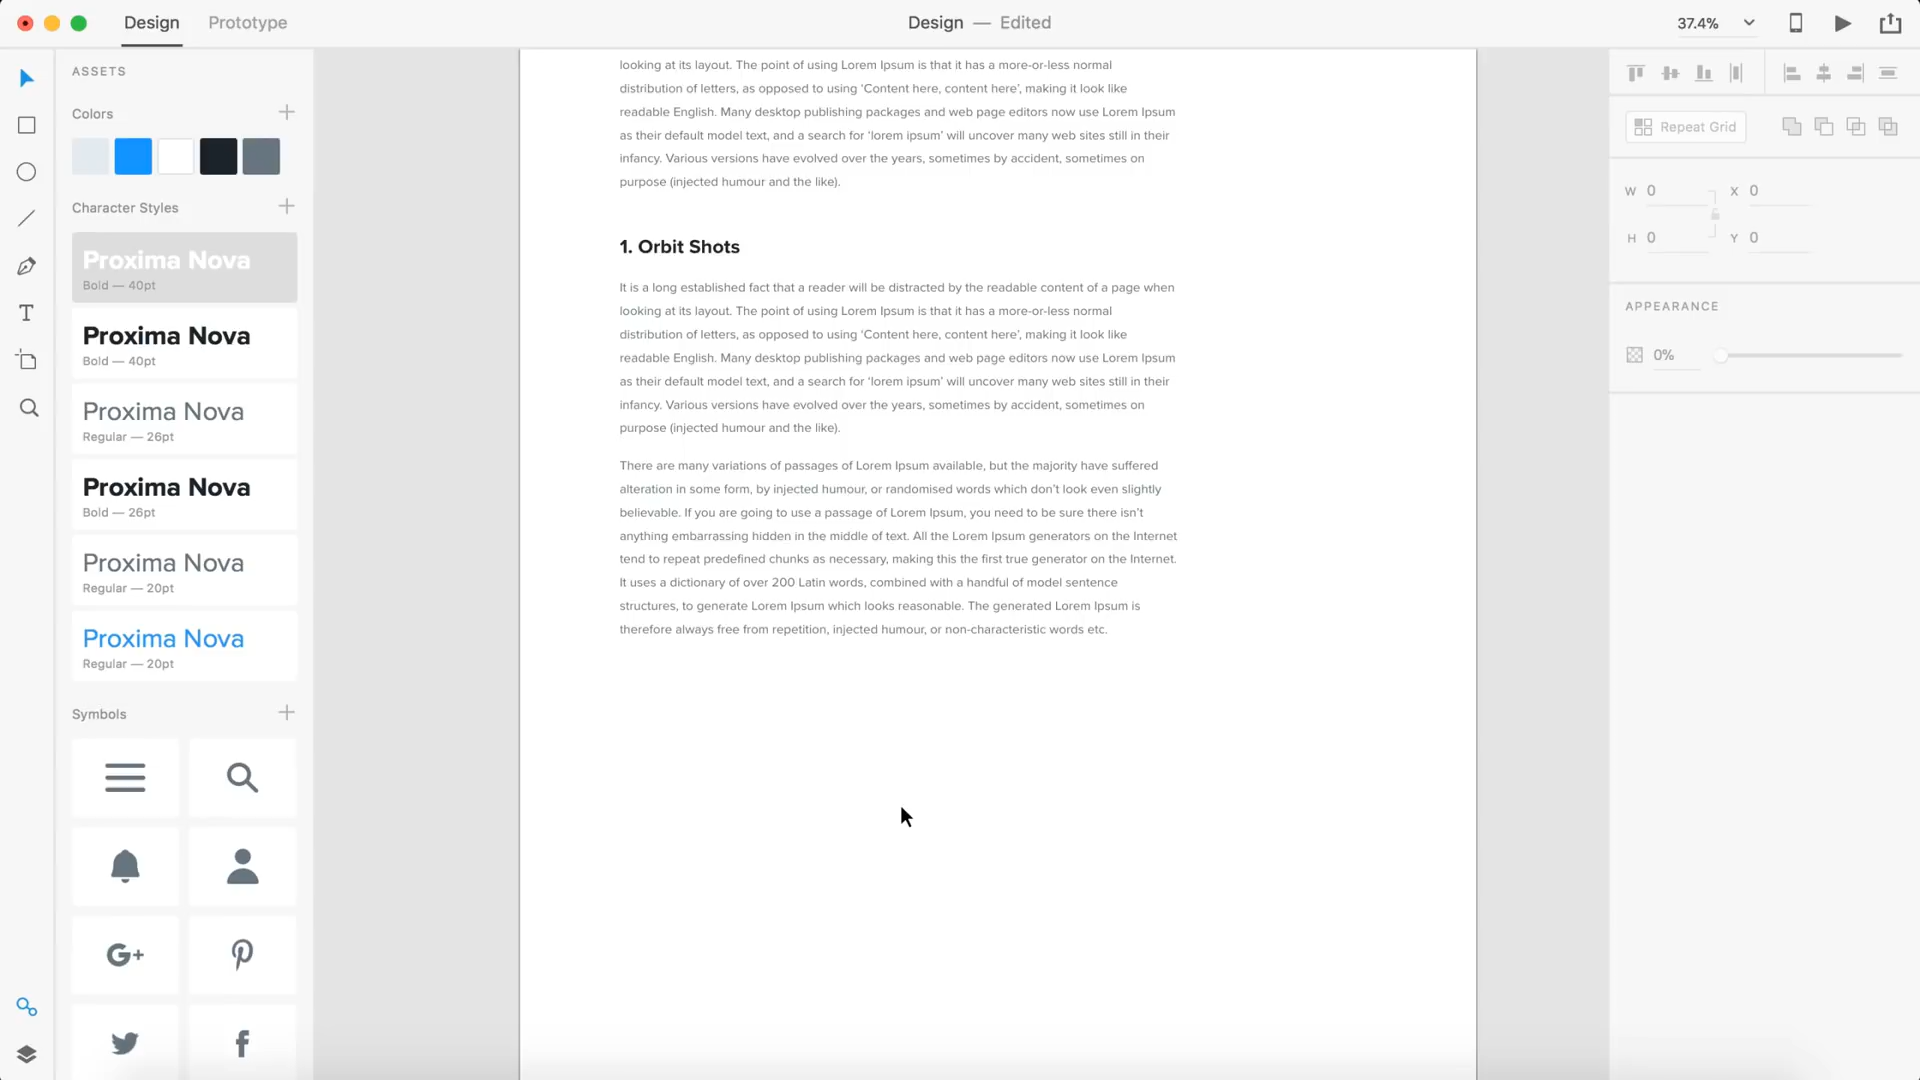 Design Prototype
Design — Edited
37.4%
ASSETS
Colors
Character Styles
Proxima Nova
Bold — 40pt
Proxima Nova
Bold — 40pt
Proxima Nova
Regular — 26pt
Proxima Nova
Bold — 26pt
Proxima Nova
Regular — 20pt
Proxima Nova
Regular — 20pt
Symbols
G+
looking at its layout. The point of using Lorem Ipsum is that it has a more-or-less normal
distribution of letters, as opposed to using ‘Content here, content here’, making it look like
readable English. Many desktop publishing packages and web page editors now use Lorem Ipsum
as their default model text, and a search for ‘lorem ipsum’ will uncover many web sites still in their
infancy. Various versions have evolved over the years, sometimes by accident, sometimes on
purpose (injected humour and the like).
1. Orbit Shots
It is a long established fact that a reader will be distracted by the readable content of a page when
looking at its layout. The point of using Lorem Ipsum is that it has a more-or-less normal
distribution of letters, as opposed to using ‘Content here, content here’, making it look like
readable English. Many desktop publishing packages and web page editors now use Lorem Ipsum
as their default model text, and a search for ‘lorem ipsum’ will uncover many web sites still in their
infancy. Various versions have evolved over the years, sometimes by accident, sometimes on
purpose (injected humour and the like).
There are many variations of passages of Lorem Ipsum available, but the majority have suffered
alteration in some form, by injected humour, or randomised words which don’t look even slightly
believable. If you are going to use a passage of Lorem Ipsum, you need to be sure there isn’t
anything embarrassing hidden in the middle of text. All the Lorem Ipsum generators on the Internet
tend to repeat predefined chunks as necessary, making this the first true generator on the Internet.
It uses a dictionary of over 200 Latin words, combined with a handful of model sentence
structures, to generate Lorem Ipsum which looks reasonable. The generated Lorem Ipsum is
therefore always free from repetition, injected humour, or non-characteristic words etc.
Repeat Grid
W 0 X 0
H 0 Y 0
APPEARANCE
0%